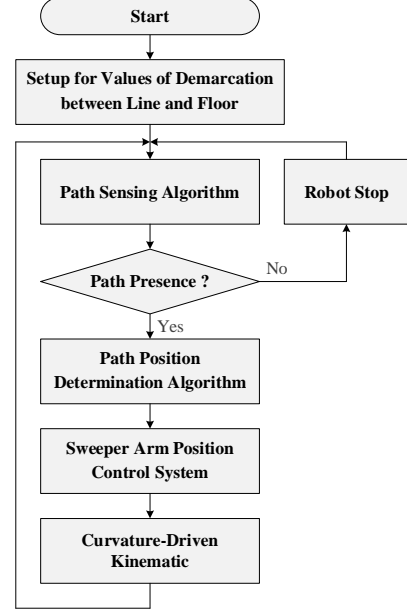 Start
Setup for Values of Demarcation
between Line and Floor
Path Sensing Algorithm
Robot Stop
Path Presence ?
No
Yes
Path Position
Determination Algorithm
Sweeper Arm Position
Control System
Curvature-Driven
Kinematic